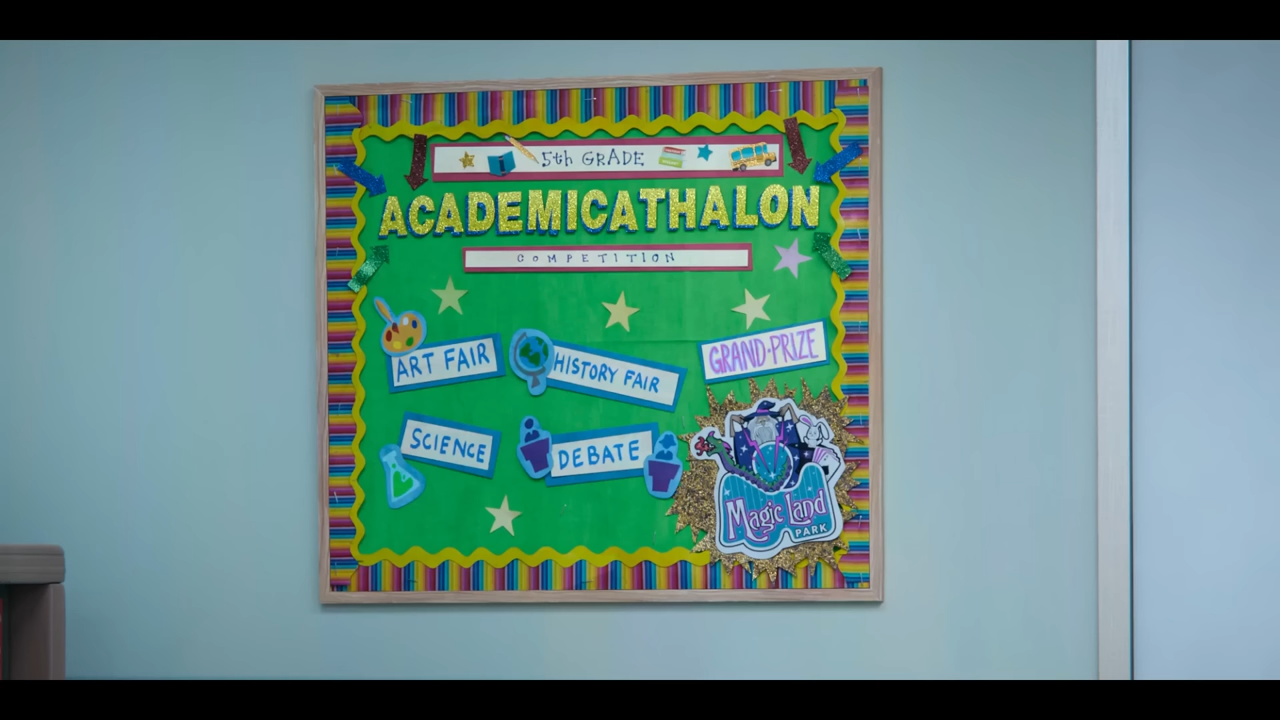 5th GRADE
ACADEMICATHALON
COMPETITION
ART FAIR
HISTORY FAIR
GRAND PRIZE
SCIENCE
DEBATE
Magic Land
PARK